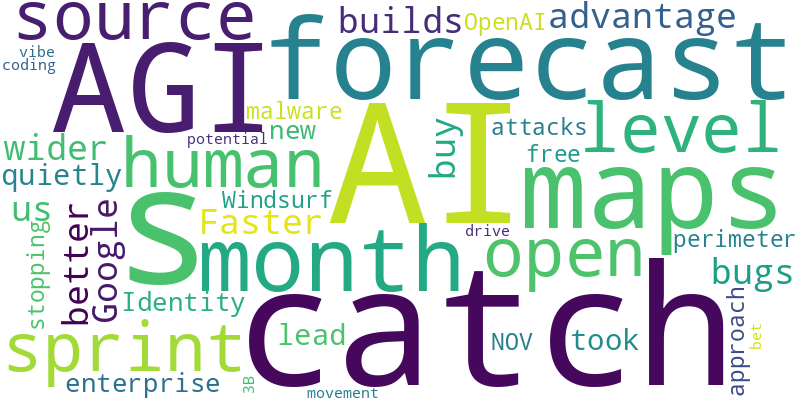 source
forecast
builds
OpenAI
advantage
vibe
coding
AGI
malware
new
potential
AI
buy
attacks
free
level
wider
quietly
human
Windsurf
maps
us
s
Faster
drive
perimeter
stopping
better
Google
month
open
bugs
Identity
sprint
catch
lead
NOV
took
approach
bet
enterprise
3B
movement